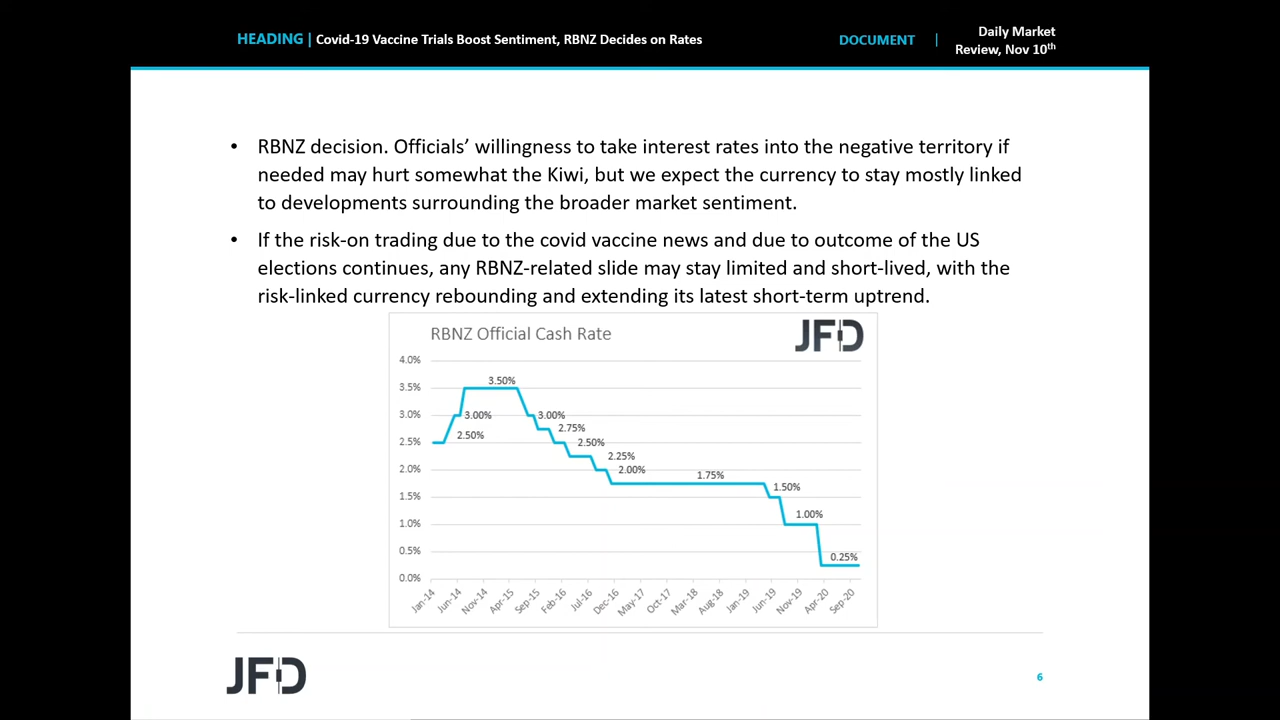 HEADING | Covid-19 Vaccine Trials Boost Sentiment, RBNZ Decides on Rates
DOCUMENT | Daily Market
Review, Nov 10th
• RBNZ decision. Officials’ willingness to take interest rates into the negative territory if
needed may hurt somewhat the Kiwi, but we expect the currency to stay mostly linked
to developments surrounding the broader market sentiment.
• If the risk-on trading due to the covid vaccine news and due to outcome of the US
elections continues, any RBNZ-related slide may stay limited and short-lived, with the
risk-linked currency rebounding and extending its latest short-term uptrend.
RBNZ Official Cash Rate
JFD
4.0%
3.5%
3.0%
2.5%
2.0%
1.5%
1.0%
0.5%
0.0%
2.50%
3.00%
3.50%
3.00%
2.75%
2.50%
2.25%
2.00%
1.75%
1.50%
1.00%
0.25%
Jan-14
Jun-14
Nov-14
Apr-15
Sep-15
Feb-16
Jul-16
Dec-16
May-17
Oct-17
Mar-18
Aug-18
Jan-19
Jun-19
Nov-19
Apr-20
Sep-20
JFD
6